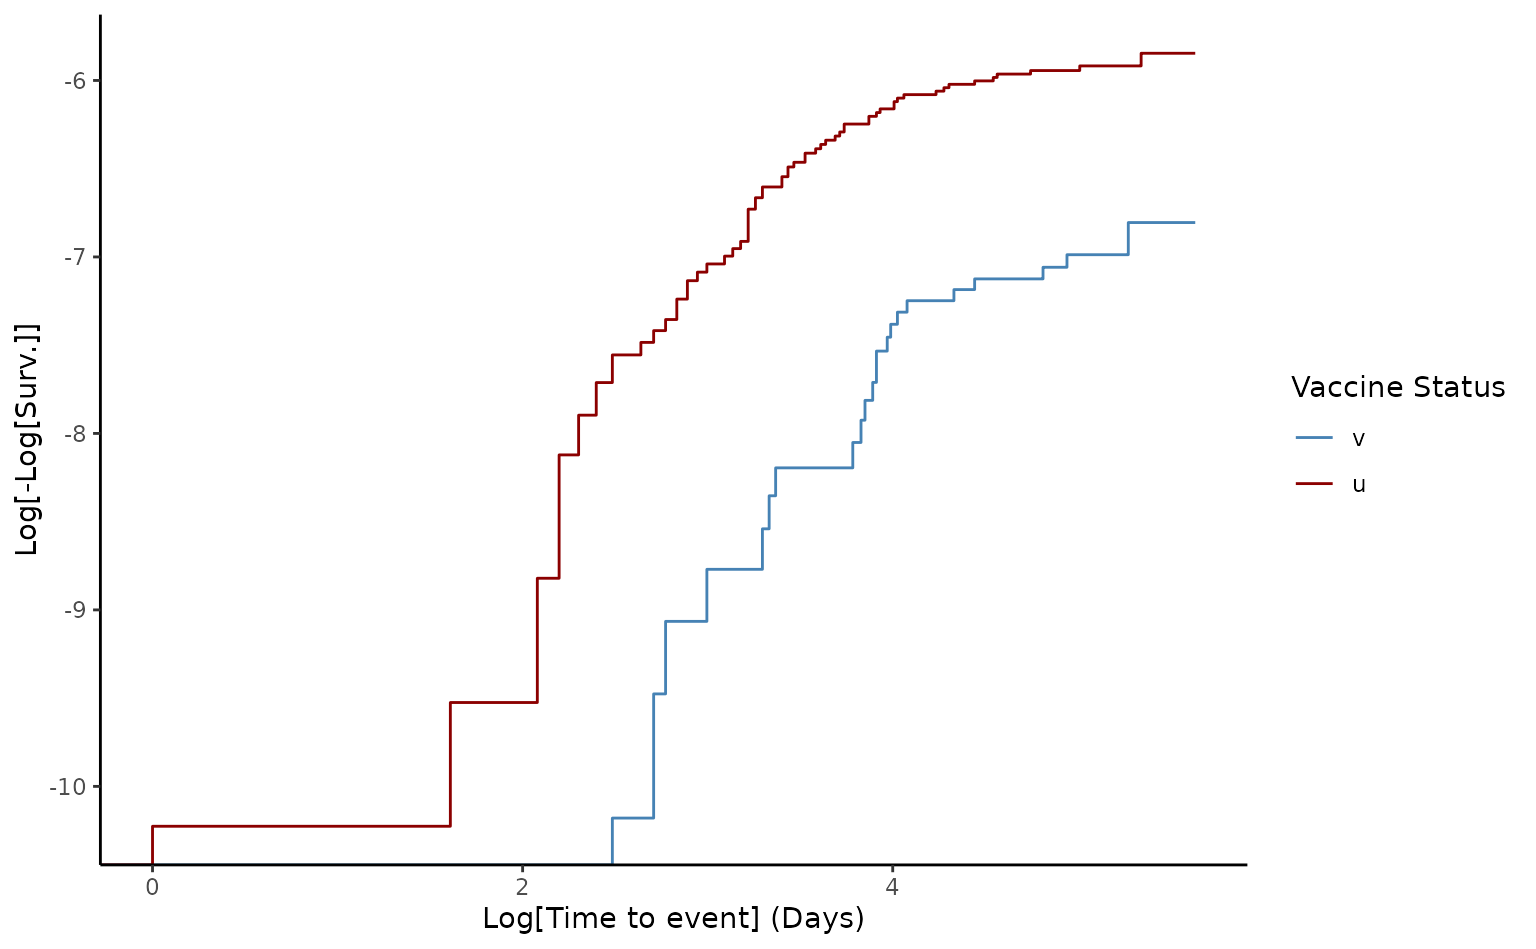 -6
-7
-8
-9
-10
Log[-Log[Surv.]]
0
2
4
Log[Time to event] (Days)
Vaccine Status
v
u